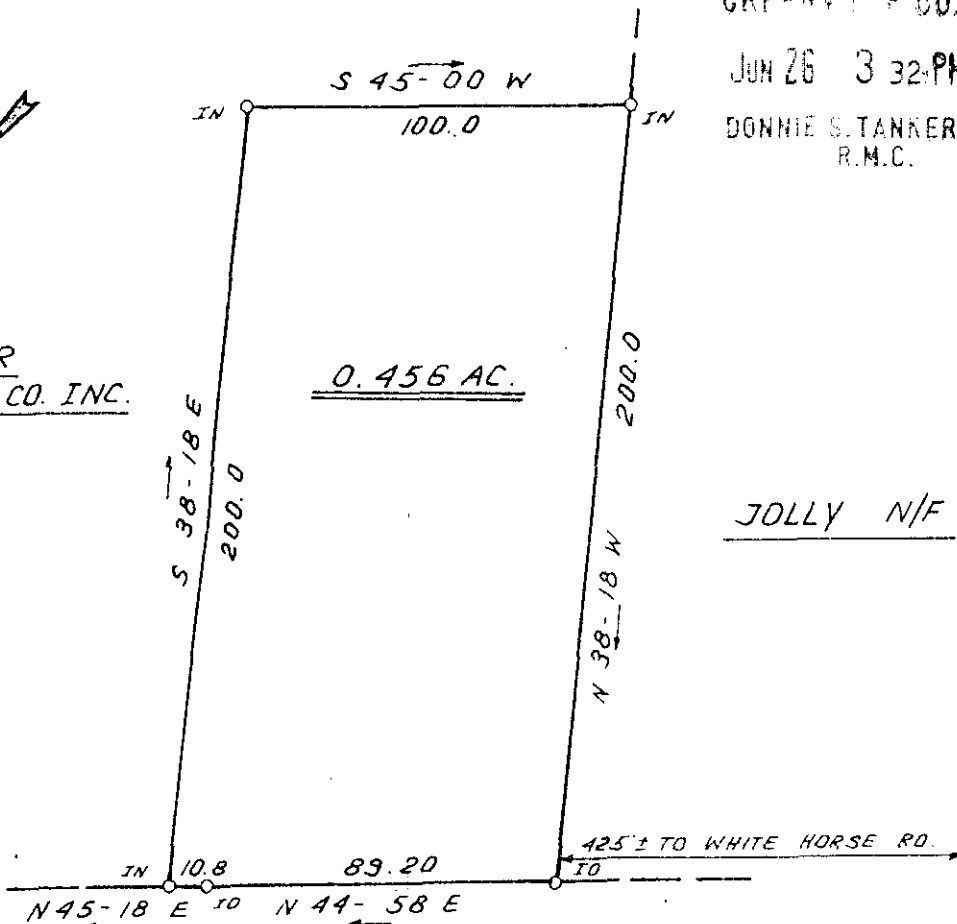 JUN 26 3 32 PM
DONNIE S. TANKER
R.M.C.
S 45-00 W
IN
100.0
IN
R
CO. INC.
0.456 AC.
S 38-18 E
200.0
200.0
N 38-18 W
JOLLY N/F
425'± TO WHITE HORSE RD.
IN 10.8
89.20
IO
N 45-18 E IO N 44-58 E